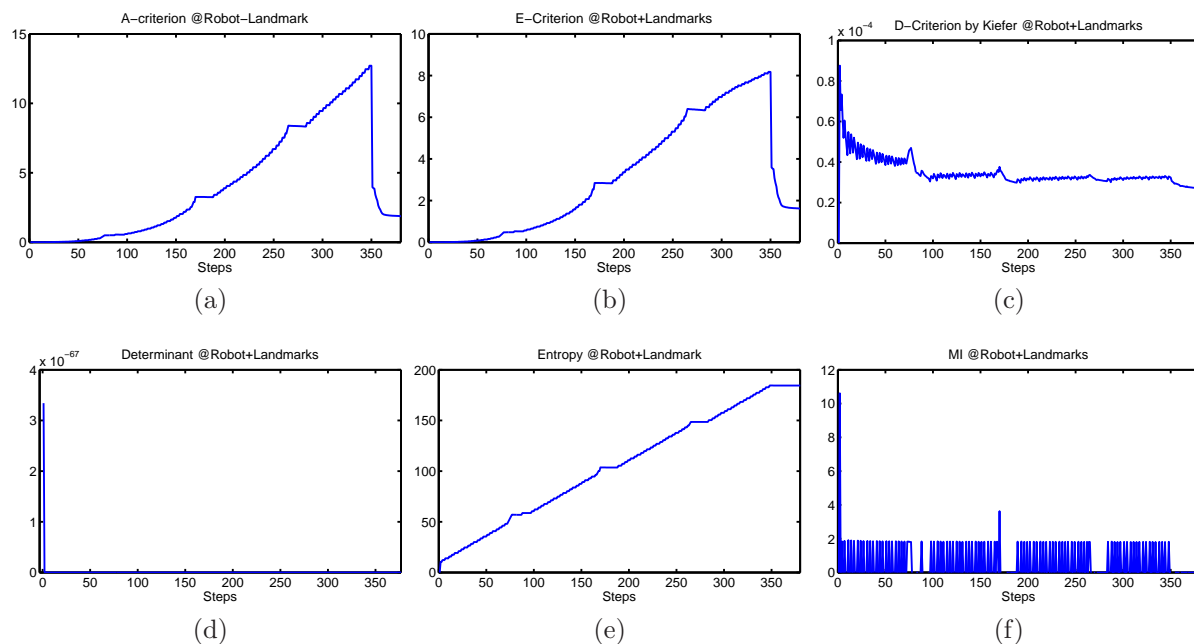 A−criterion @Robot−Landmark
15
10
5
0
0 50 100 150 200 250 300 350
Steps
(a)
E−Criterion @Robot+Landmarks
10
8
6
4
2
0
0 50 100 150 200 250 300 350
Steps
(b)
D−Criterion by Kiefer @Robot+Landmarks
x 10−4
1
0.8
0.6
0.4
0.2
0
0 50 100 150 200 250 300 350
Steps
(c)
Determinant @Robot+Landmarks
x 10−67
4
3
2
1
0
0 50 100 150 200 250 300 350
Steps
(d)
Entropy @Robot+Landmark
200
150
100
50
0
0 50 100 150 200 250 300 350
Steps
(e)
MI @Robot+Landmarks
12
10
8
6
4
2
0
0 50 100 150 200 250 300 350
Steps
(f)